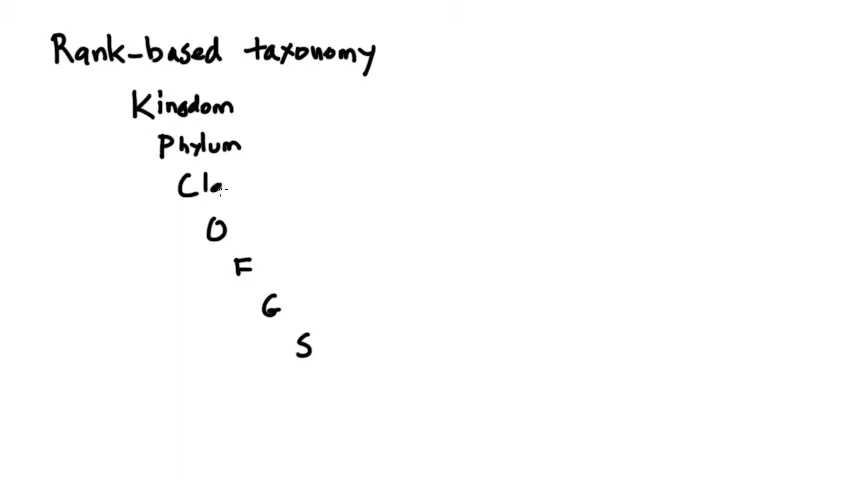 Rank-based taxonomy
Kingdom
Phylum
Cla
O
F
G
S